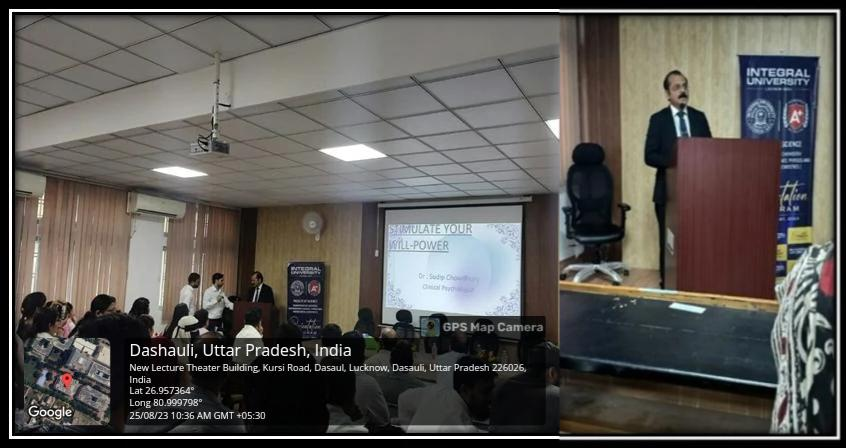 STIMULATE YOUR
WILL-POWER
Dr. Sudip Chowdhury
Clinical Psychologist
INTEGRAL
UNIVERSITY
GPS Map Camera
Dashauli, Uttar Pradesh, India
New Lecture Theater Building, Kursi Road, Dasaul, Lucknow, Dasauli, Uttar Pradesh 226026,
India
Lat 26.957364°
Long 80.999798°
25/08/23 10:36 AM GMT +05:30
Google
INTEGRAL
UNIVERSITY
A+
SCIENCE